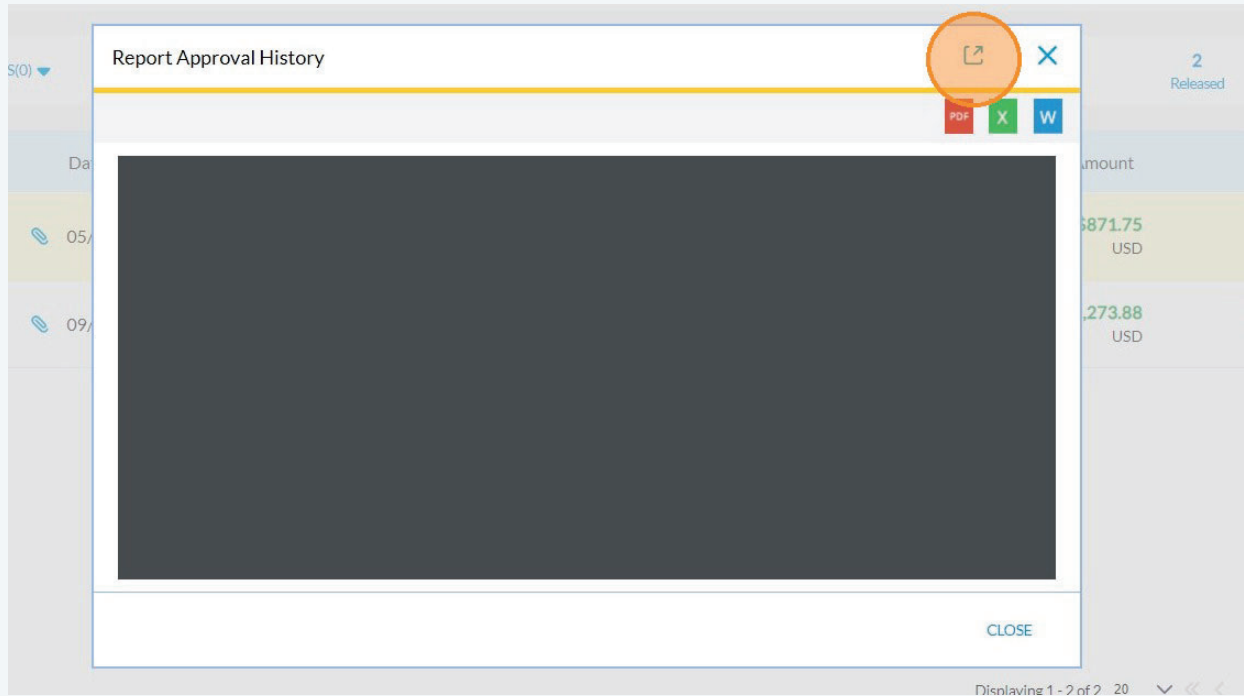 Report Approval History
S(0)
2
Released
PDF X W
Da
Amount
05/
$871.75
USD
09/
,273.88
USD
CLOSE
Displaying 1 - 2 of 2 20